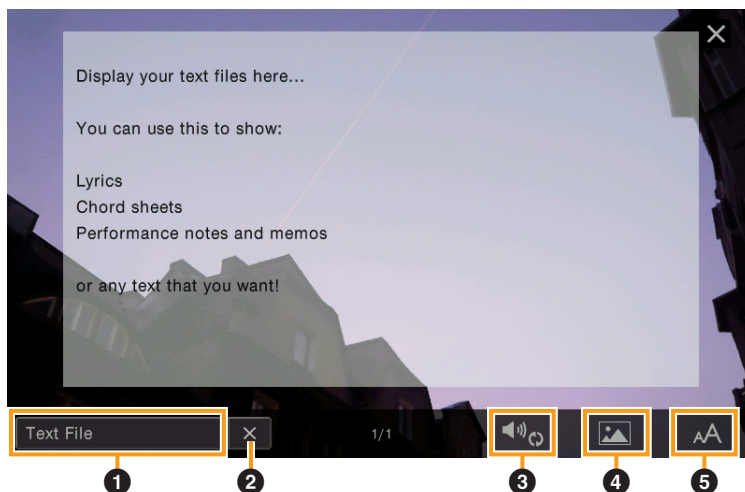 Display your text files here...
You can use this to show:
Lyrics
Chord sheets
Performance notes and memos
or any text that you want!
Text File
1/1
AA
1
2
3
4
5